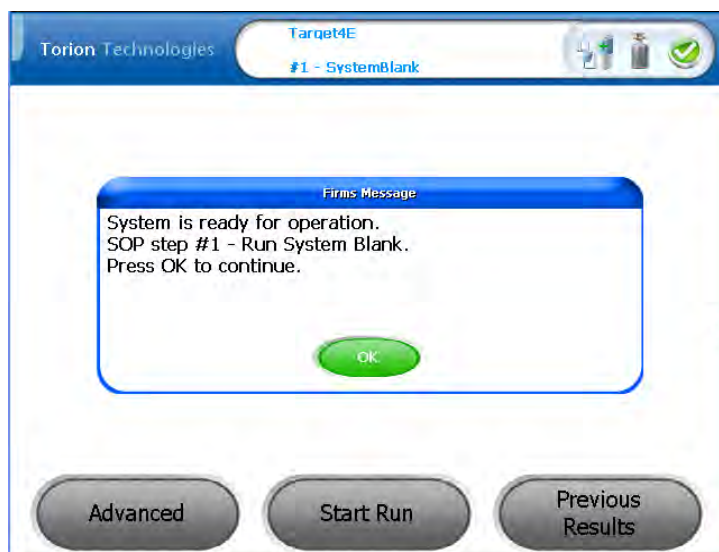 Torion Technologies
Target4E
#1 - SystemBlank
Firms Message
System is ready for operation.
SOP step #1 - Run System Blank.
Press OK to continue.
OK
Advanced
Start Run
Previous
Results